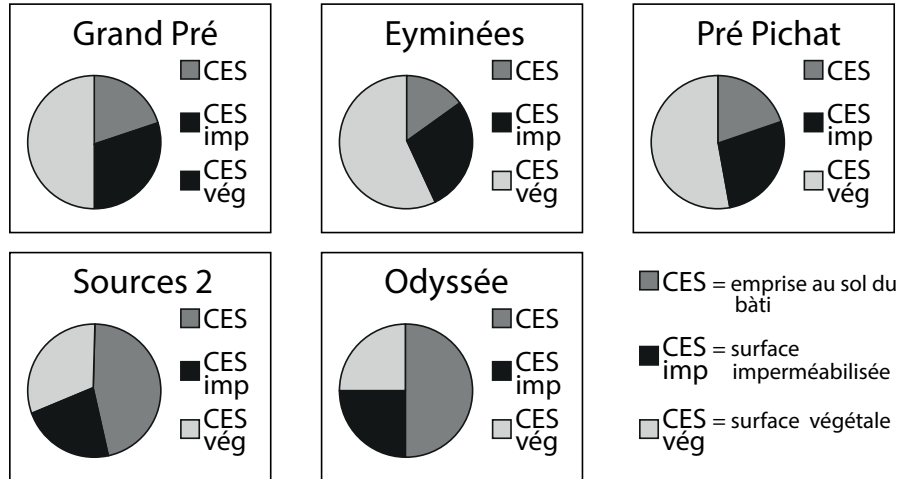 Grand Pré
CES
CES
imp
CES
vég
Eyminées
CES
CES
imp
CES
vég
Pré Pichat
CES
CES
imp
CES
vég
Sources 2
CES
CES
imp
CES
vég
Odyssée
CES
CES
imp
CES
vég
CES = emprise au sol du
bàti
CES = surface
imp imperméabilisée
CES = surface végétale
vég